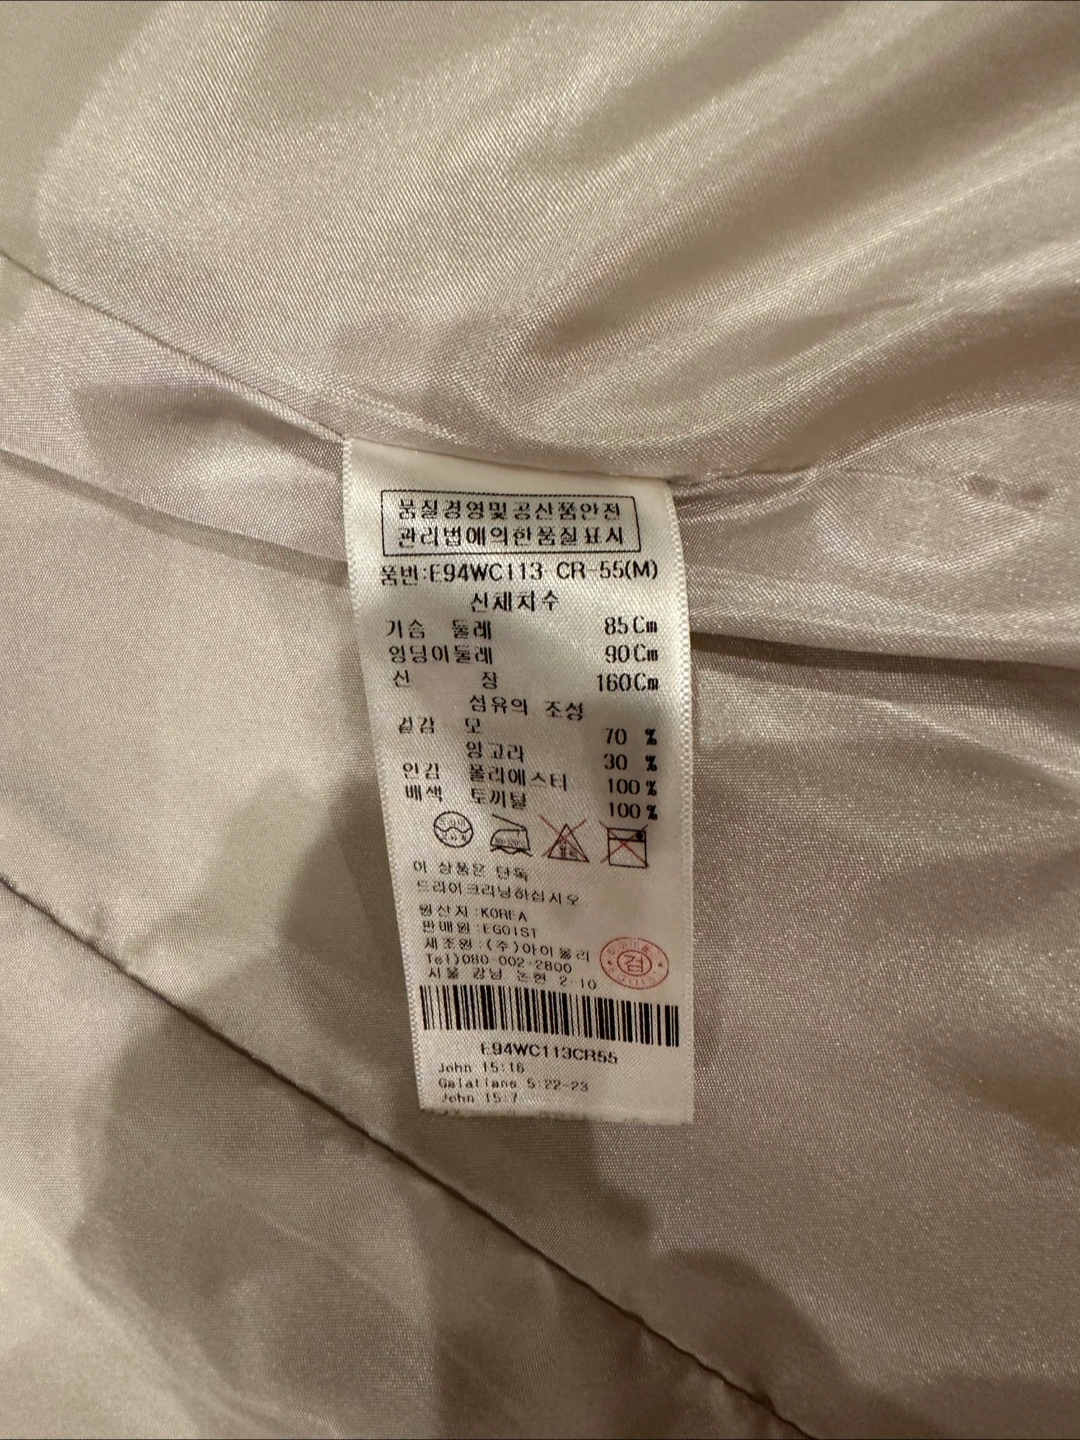 품질경영및공산품안전
관리법에의한품질표시
품번:E94WC113 CR-55(M)
신체치수
가슴 둘레 85Cm
엉덩이둘레 90Cm
신 장 160Cm
섬유의 조성
겉감 모 70 %
앙고라 30 %
안감 폴리에스터 100 %
배색 토끼털 100 %
이 상품은 단독
드라이크리닝하십시오
원산지:KOREA
판매원:EGOIST
제조원:(주)아이올리
검
Tel)080-002-2800
서울 강남 논현 2-10
E94WC113CR55
John 15:16
Galatians 5:22-23
John 15:7